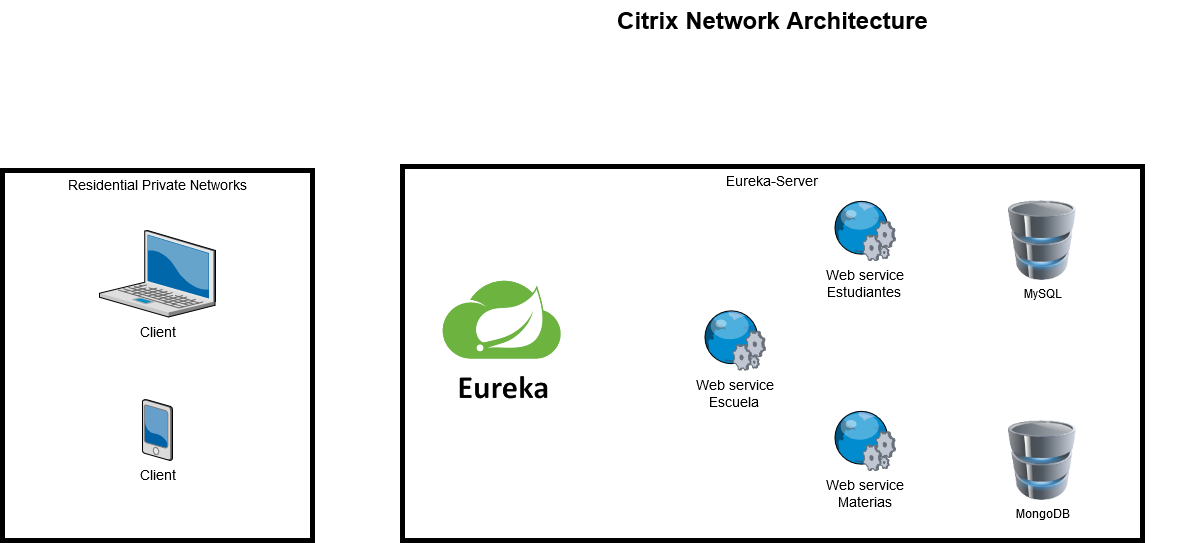 Citrix Network Architecture
Residential Private Networks
Client
Client
Eureka-Server
Eureka
Web service
Escuela
Web service
Estudiantes
MySQL
Web service
Materias
MongoDB